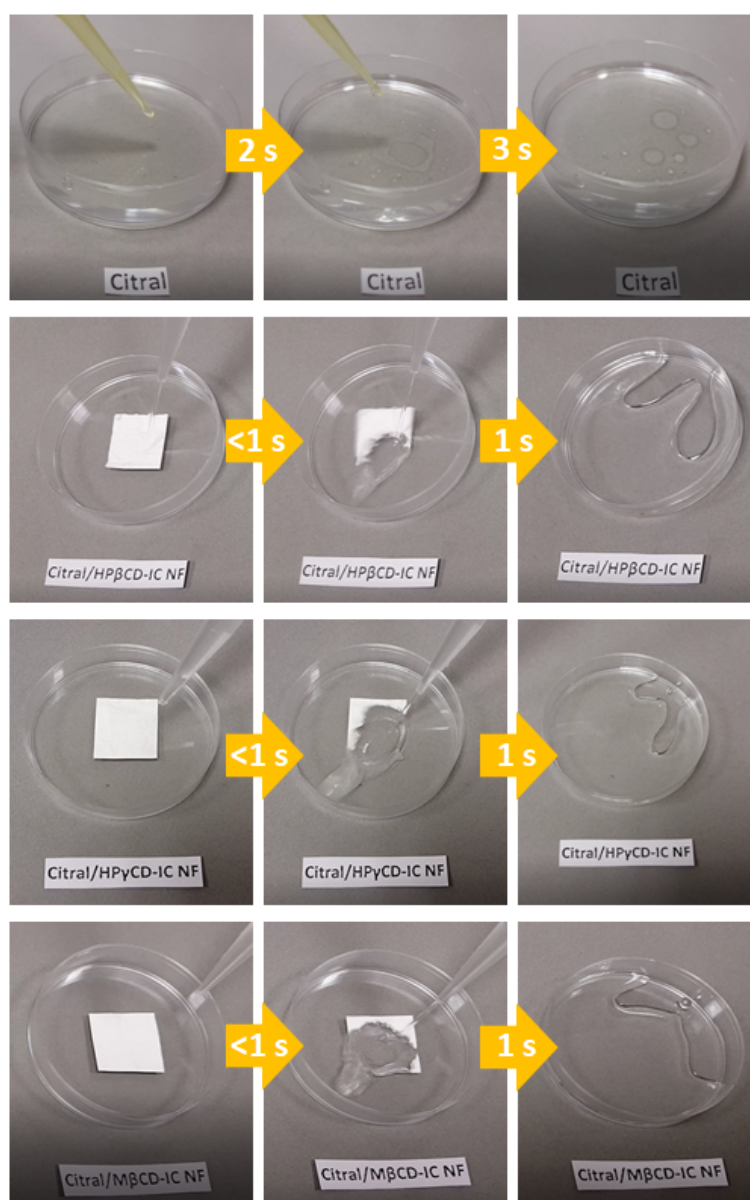 2 s
3 s
Citral
Citral
Citral
<1 s
1 s
Citral/HPβCD-IC NF
Citral/HPβCD-IC NF
Citral/HPβCD-IC NF
<1 s
1 s
Citral/HPγCD-IC NF
Citral/HPγCD-IC NF
Citral/HPγCD-IC NF
<1 s
1 s
Citral/MβCD-IC NF
Citral/MβCD-IC NF
Citral/MβCD-IC NF